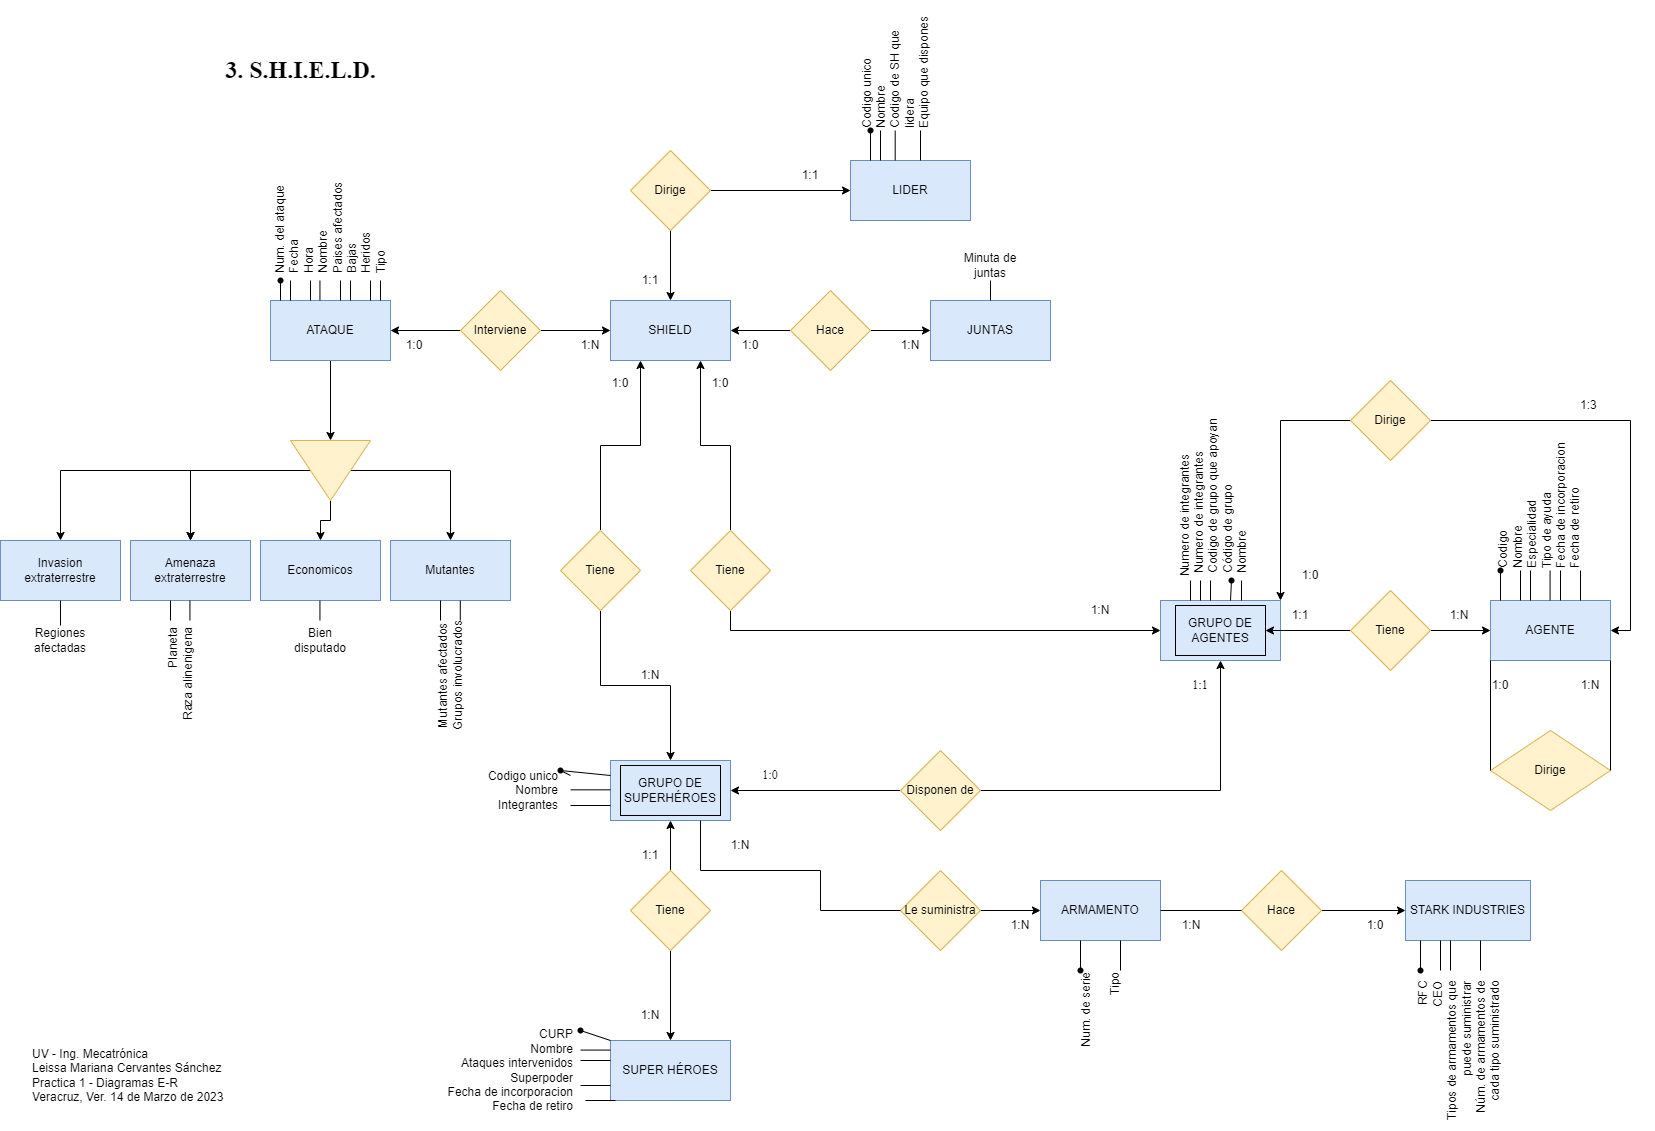 3. S.H.I.E.L.D.
Codigo unico
Nombre
Codigo de SH que
lidera
Equipo que dispones
Dirige
1:1
LIDER
1:1
Num. del ataque
Fecha
Hora
Nombre
Paises afectados
Bajas
Heridos
Tipo
Minuta de
juntas
ATAQUE
Interviene
SHIELD
Hace
JUNTAS
1:0
1:N
1:0
1:N
1:0
1:0
Dirige
1:3
Numero de integrantes
Numero de integrantes
Codigo de grupo que apoyan
Código de grupo
Nombre
Codigo
Nombre
Especialidad
Tipo de ayuda
Fecha de incorporacion
Fecha de retiro
Invasion
extraterrestre
Amenaza
extraterrestre
Economicos
Mutantes
Tiene
Tiene
1:0
1:N
GRUPO DE
AGENTES
1:1
Tiene
1:N
AGENTE
Regiones
afectadas
Planeta
Raza alinenigena
Bien
disputado
Mutantes afectados
Grupos involucrados
1:N
1:1
1:0
1:N
Dirige
Codigo unico
Nombre
Integrantes
GRUPO DE
SUPERHÉROES
1:0
Disponen de
1:1
1:N
Tiene
Le suministra
1:N
ARMAMENTO
1:N
Hace
1:0
STARK INDUSTRIES
Num. de serie
Tipo
RFC
CEO
Tipos de armamentos que
puede suministrar
Núm. de armamentos de
cada tipo suministrado
1:N
CURP
Nombre
Ataques intervenidos
Superpoder
Fecha de incorporacion
Fecha de retiro
SUPER HÉROES
UV - Ing. Mecatrónica
Leissa Mariana Cervantes Sánchez
Practica 1 - Diagramas E-R
Veracruz, Ver. 14 de Marzo de 2023